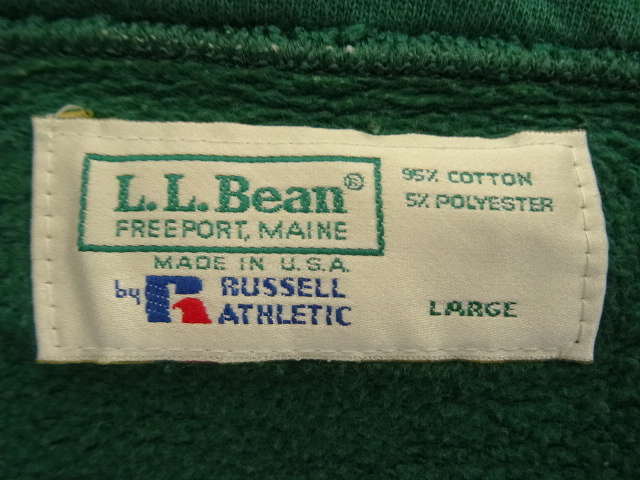 L.L.Bean®
FREEPORT, MAINE
MADE IN U.S.A.
by RUSSELL
ATHLETIC
95% COTTON
5% POLYESTER
LARGE